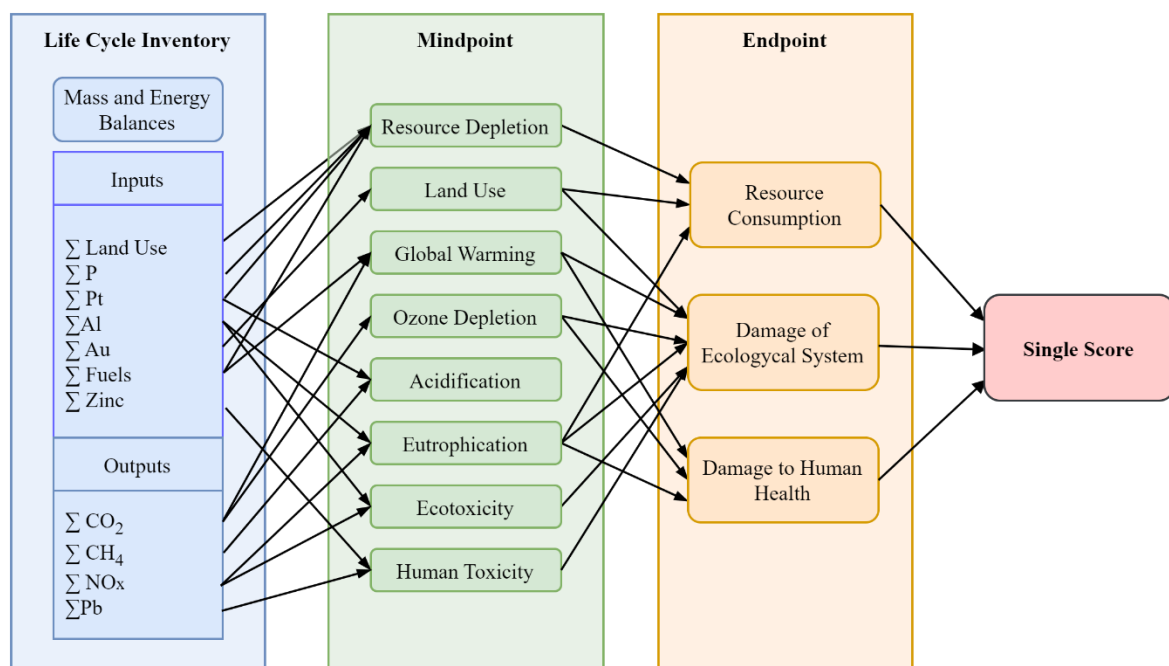 Life Cycle Inventory
Mass and Energy
Balances
Inputs
∑ Land Use
∑ P
∑ Pt
∑Al
∑ Au
∑ Fuels
∑ Zinc
Outputs
∑ CO₂
∑ CH₄
∑ NOx
∑Pb
Mindpoint
Resource Depletion
Land Use
Global Warming
Ozone Depletion
Acidification
Eutrophication
Ecotoxicity
Human Toxicity
Endpoint
Resource
Consumption
Damage of
Ecologycal System
Damage to Human
Health
Single Score